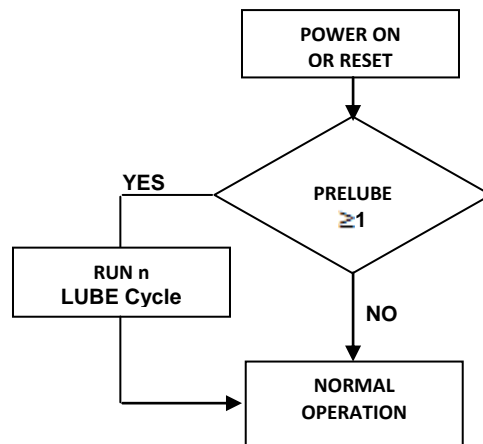 POWER ON
OR RESET
YES
PRELUBE
≥1
RUN n
LUBE Cycle
NO
NORMAL
OPERATION